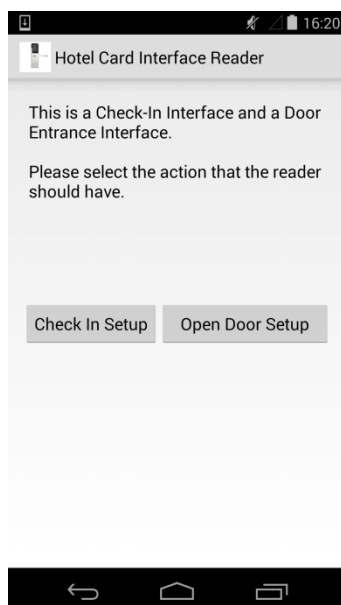 16:20
Hotel Card Interface Reader
This is a Check-In Interface and a Door
Entrance Interface.
Please select the action that the reader
should have.
Check In Setup
Open Door Setup